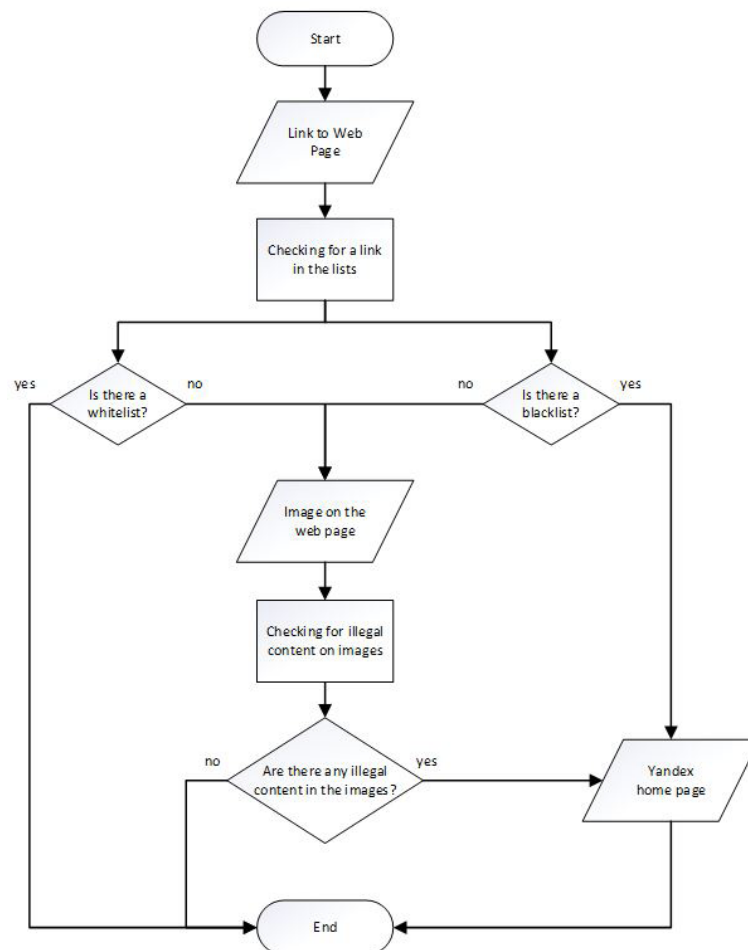 Start
Link to Web
Page
Checking for a link
in the lists
yes
Is there a
whitelist?
no
no
Is there a
blacklist?
yes
Image on the
web page
Checking for illegal
content on images
no
Are there any illegal
content in the images?
yes
Yandex
home page
End